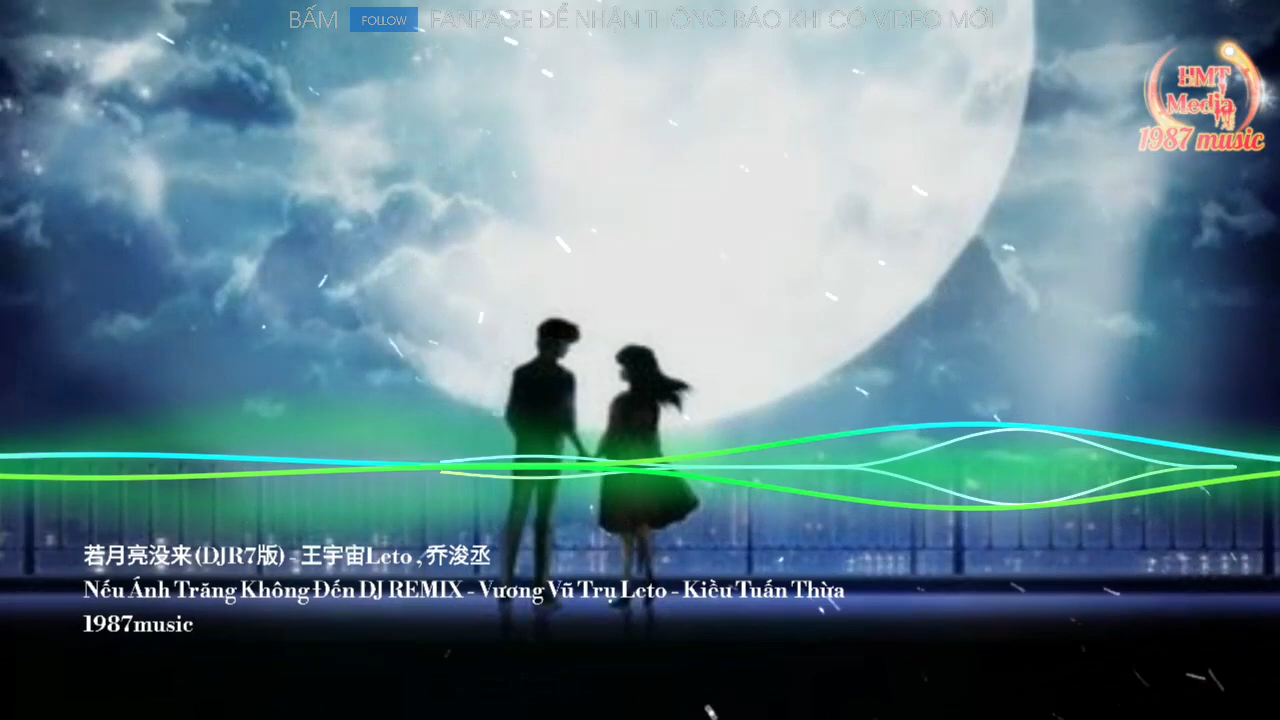 BẤM FOLLOW FANPAGE ĐỂ NHẬN THÔNG BÁO KHI CÓ VIDEO MỚI
HMT
Media
1987 music
若月亮没来 (DJR7版) - 王宇宙Leto , 乔浚丞
Nếu Ánh Trăng Không Đến DJ REMIX - Vương Vũ Trụ Leto - Kiều Tuấn Thừa
1987music